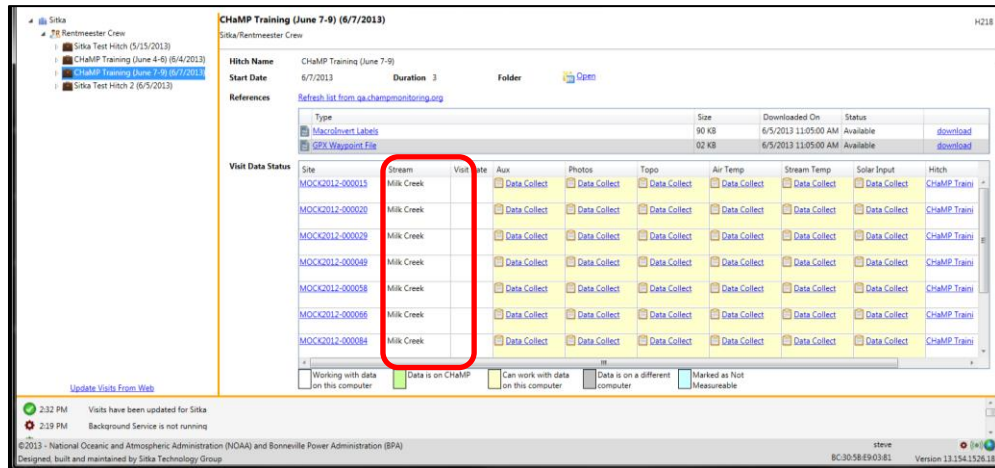 Sitka
Rentmeester Crew
Sitka Test Hitch (5/15/2013)
CHaMP Training (June 4-6) (6/4/2013)
CHaMP Training (June 7-9) (6/7/2013)
Sitka Test Hitch 2 (6/5/2013)
Update Visits From Web
CHaMP Training (June 7-9) (6/7/2013) H218
Sitka/Rentmeester Crew
Hitch Name CHaMP Training (June 7-9)
Start Date 6/7/2013 Duration 3 Folder Open
References Refresh list from qa.champmonitoring.org
Type Size Downloaded On Status
MacroInvert Labels 90 KB 6/5/2013 11:05:00 AM Available download
GPX Waypoint File 02 KB 6/5/2013 11:05:00 AM Available download
Visit Data Status Site Stream Visit Date Aux Photos Topo Air Temp Stream Temp Solar Input Hitch
MOCK2012-000015 Milk Creek Data Collect Data Collect Data Collect Data Collect Data Collect Data Collect CHaMP Traini
MOCK2012-000020 Milk Creek Data Collect Data Collect Data Collect Data Collect Data Collect Data Collect CHaMP Traini
MOCK2012-000029 Milk Creek Data Collect Data Collect Data Collect Data Collect Data Collect Data Collect CHaMP Traini
MOCK2012-000049 Milk Creek Data Collect Data Collect Data Collect Data Collect Data Collect Data Collect CHaMP Traini
MOCK2012-000058 Milk Creek Data Collect Data Collect Data Collect Data Collect Data Collect Data Collect CHaMP Traini
MOCK2012-000066 Milk Creek Data Collect Data Collect Data Collect Data Collect Data Collect Data Collect CHaMP Traini
MOCK2012-000084 Milk Creek Data Collect Data Collect Data Collect Data Collect Data Collect Data Collect CHaMP Traini
Working with data Data is on CHaMP Can work with data Data is on a different Marked as Not
on this computer on this computer computer Measureable
2:32 PM Visits have been updated for Sitka
2:19 PM Background Service is not running
©2013 - National Oceanic and Atmospheric Administration (NOAA) and Bonneville Power Administration (BPA) steve
Designed, built and maintained by Sitka Technology Group BC:30:5B:E9:03:81 Version 13.154.1526.18